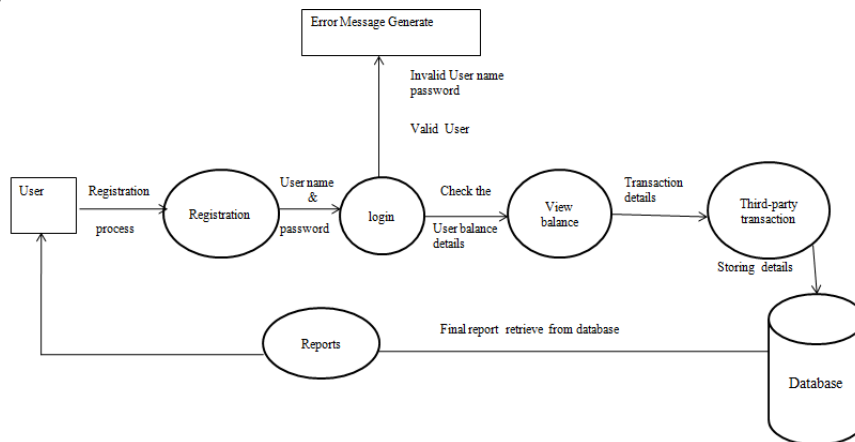 Error Message Generate
Invalid User name
password
Valid User
User
Registration
process
Registration
User name
&
password
login
Check the
User balance
details
View
balance
Transaction
details
Third-party
transaction
Storing details
Final report retrieve from database
Reports
Database